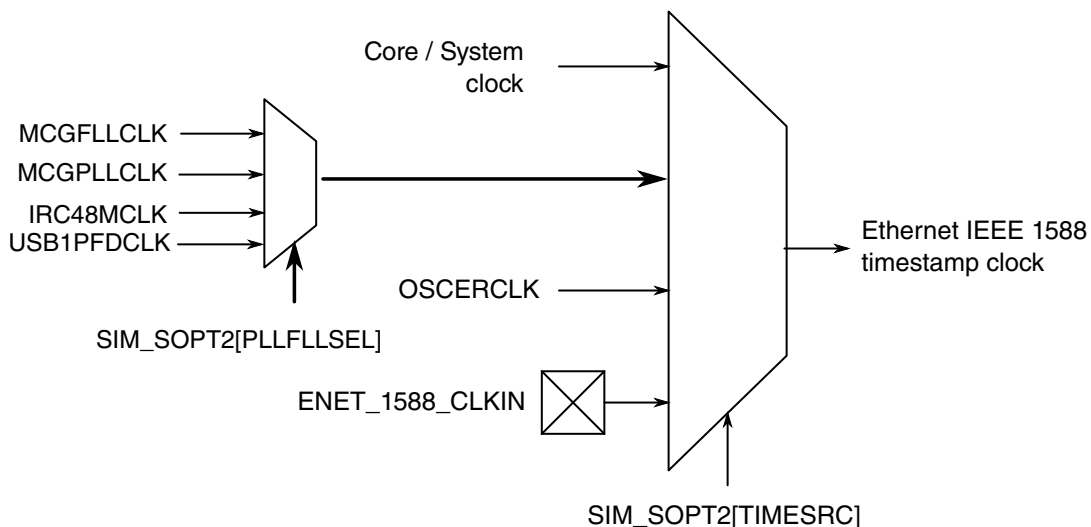 Core / System
clock
MCGFLLCLK
MCGPLLCLK
IRC48MCLK
USB1PFDCLK
SIM_SOPT2[PLLFLLSEL]
OSCERCLK
ENET_1588_CLKIN
Ethernet IEEE 1588
timestamp clock
SIM_SOPT2[TIMESRC]